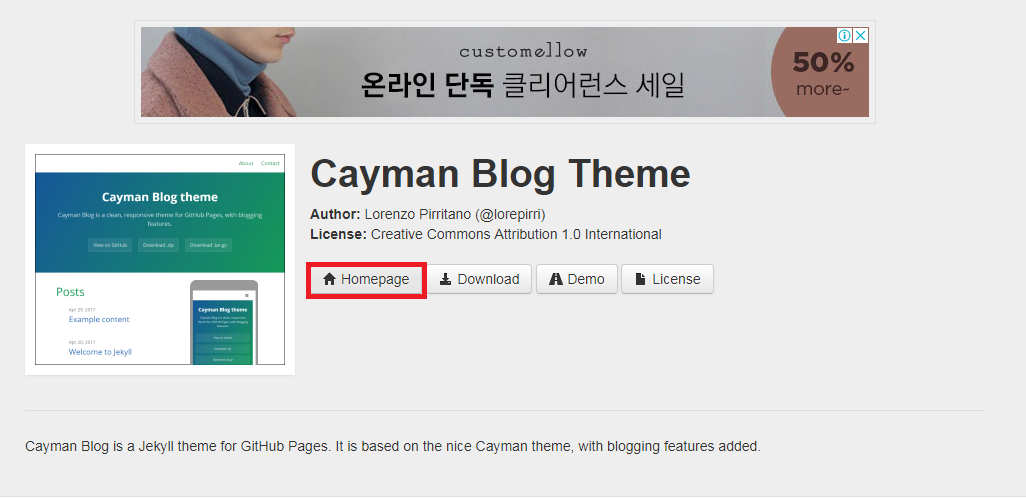 customellow
온라인 단독 클리어런스 세일
50%
more~
Cayman Blog Theme
Author: Lorenzo Pirritano (@lorepirri)
License: Creative Commons Attribution 1.0 International
Homepage Download Demo License
About Contact
Cayman Blog theme
Cayman Blog is a clean, responsive theme for GitHub Pages, with blogging
features.
View on GitHub Download .zip Download .tar.gz
Posts
Apr 29, 2017
Example content
Apr 20, 2017
Welcome to Jekyll
Cayman Blog theme
Cayman Blog is a Jekyll theme for GitHub Pages. It is based on the nice Cayman theme, with blogging features added.